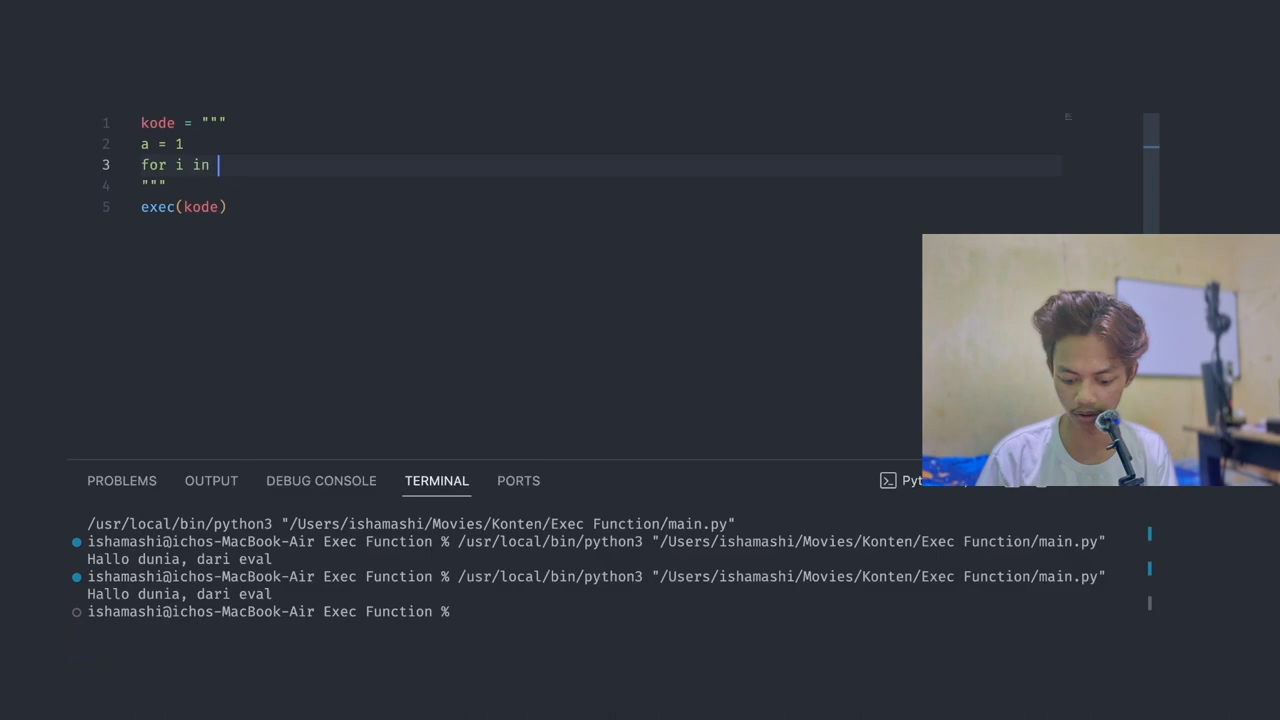 1 kode = """
2 a = 1
3 for i in
4 """
5 exec(kode)
PROBLEMS OUTPUT DEBUG CONSOLE TERMINAL PORTS
/usr/local/bin/python3 "/Users/ishamashi/Movies/Konten/Exec Function/main.py"
ishamashi@ichos-MacBook-Air Exec Function % /usr/local/bin/python3 "/Users/ishamashi/Movies/Konten/Exec Function/main.py"
Hallo dunia, dari eval
ishamashi@ichos-MacBook-Air Exec Function % /usr/local/bin/python3 "/Users/ishamashi/Movies/Konten/Exec Function/main.py"
Hallo dunia, dari eval
ishamashi@ichos-MacBook-Air Exec Function %